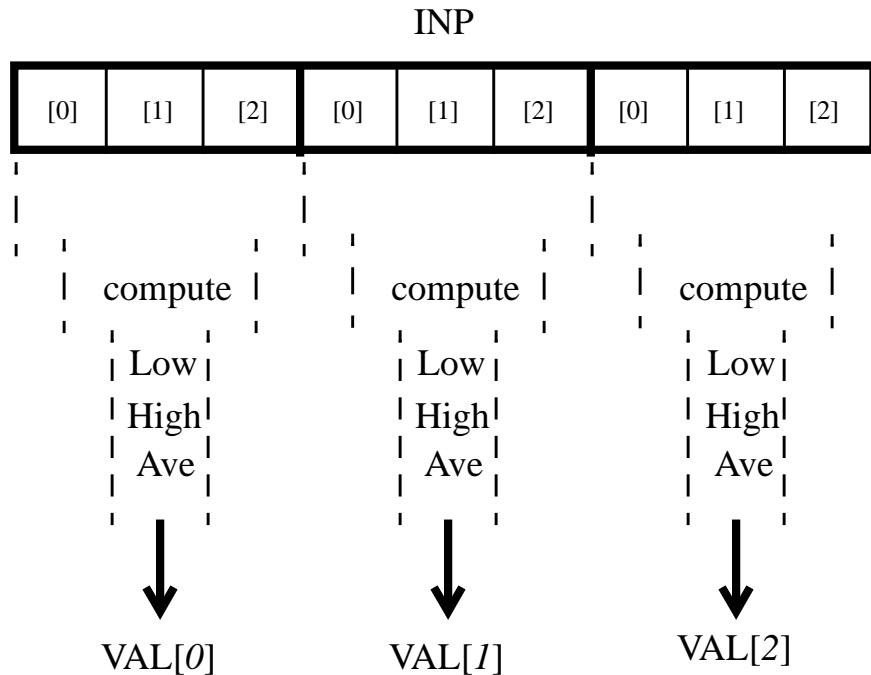 INP
[0] [1] [2] [0] [1] [2] [0] [1] [2]
compute compute compute
Low Low Low
High High High
Ave Ave Ave
VAL[0] VAL[1] VAL[2]